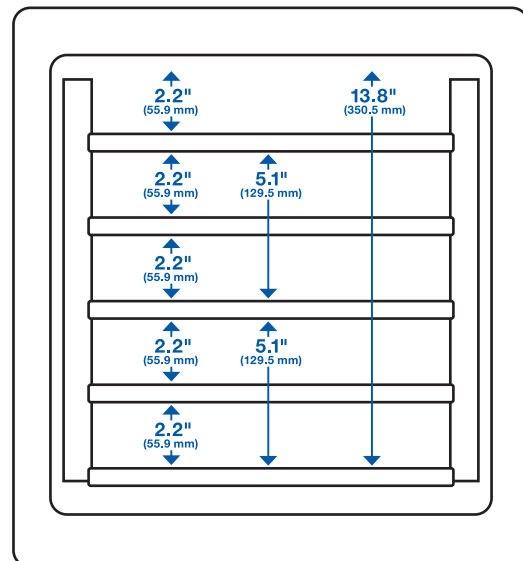 2.2"
(55.9 mm)
13.8"
(350.5 mm)
2.2"
(55.9 mm)
5.1"
(129.5 mm)
2.2"
(55.9 mm)
2.2"
(55.9 mm)
5.1"
(129.5 mm)
2.2"
(55.9 mm)